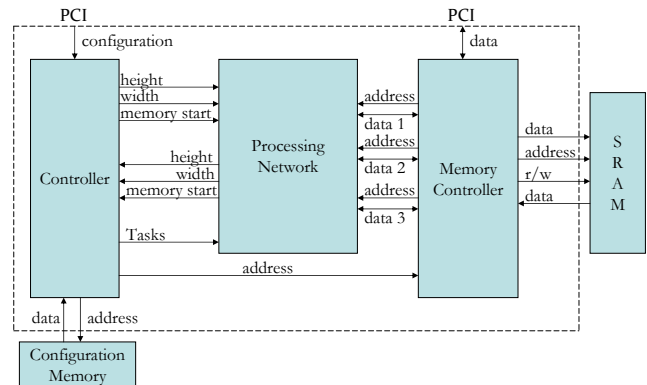 PCI
PCI
configuration
data
height
width
memory start
address
data 1
address
data 2
address
data 3
Processing
Network
height
width
memory start
Controller
Memory
Controller
data
address
r/w
data
S
R
A
M
Tasks
address
data
address
Configuration
Memory